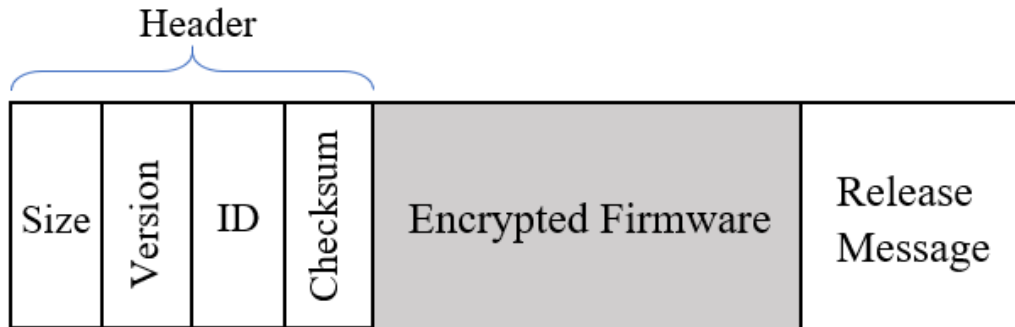 Header
Size
Version
ID
Checksum
Encrypted Firmware
Release
Message